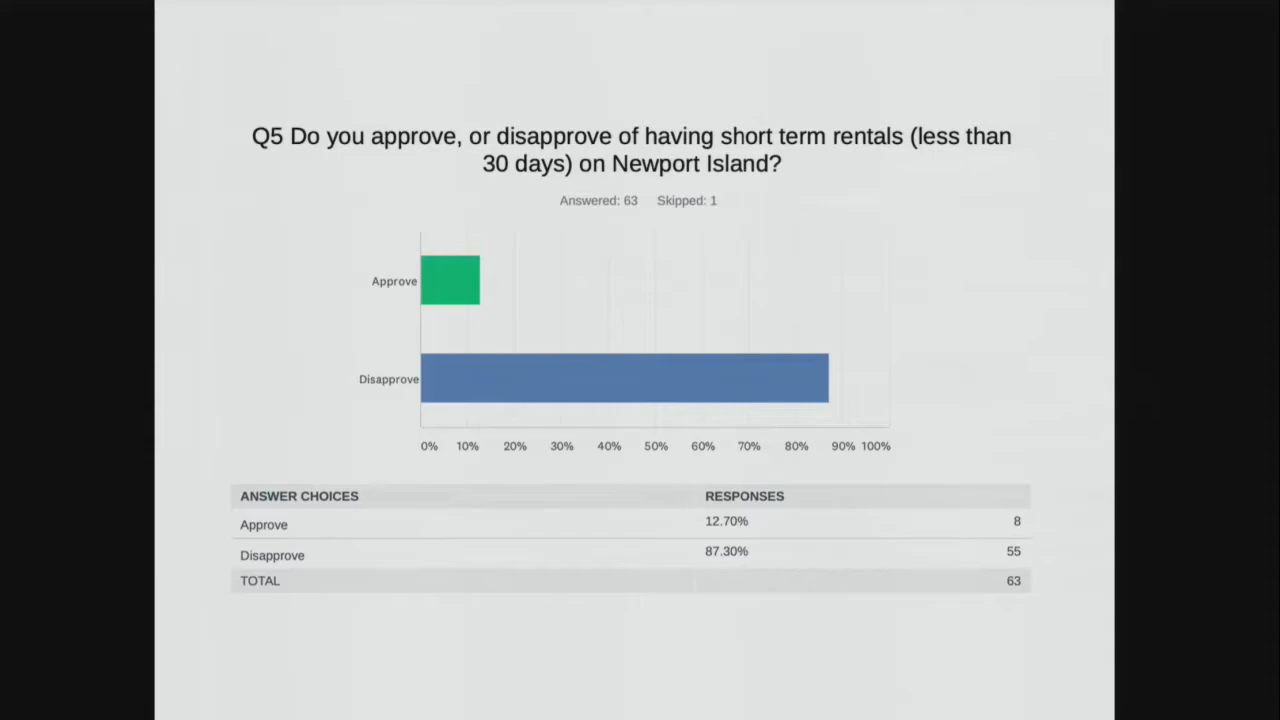 Q5 Do you approve, or disapprove of having short term rentals (less than
30 days) on Newport Island?
Answered: 63 Skipped: 1
Approve
Disapprove
0% 10% 20% 30% 40% 50% 60% 70% 80% 90% 100%
ANSWER CHOICES RESPONSES
Approve 12.70% 8
Disapprove 87.30% 55
TOTAL 63